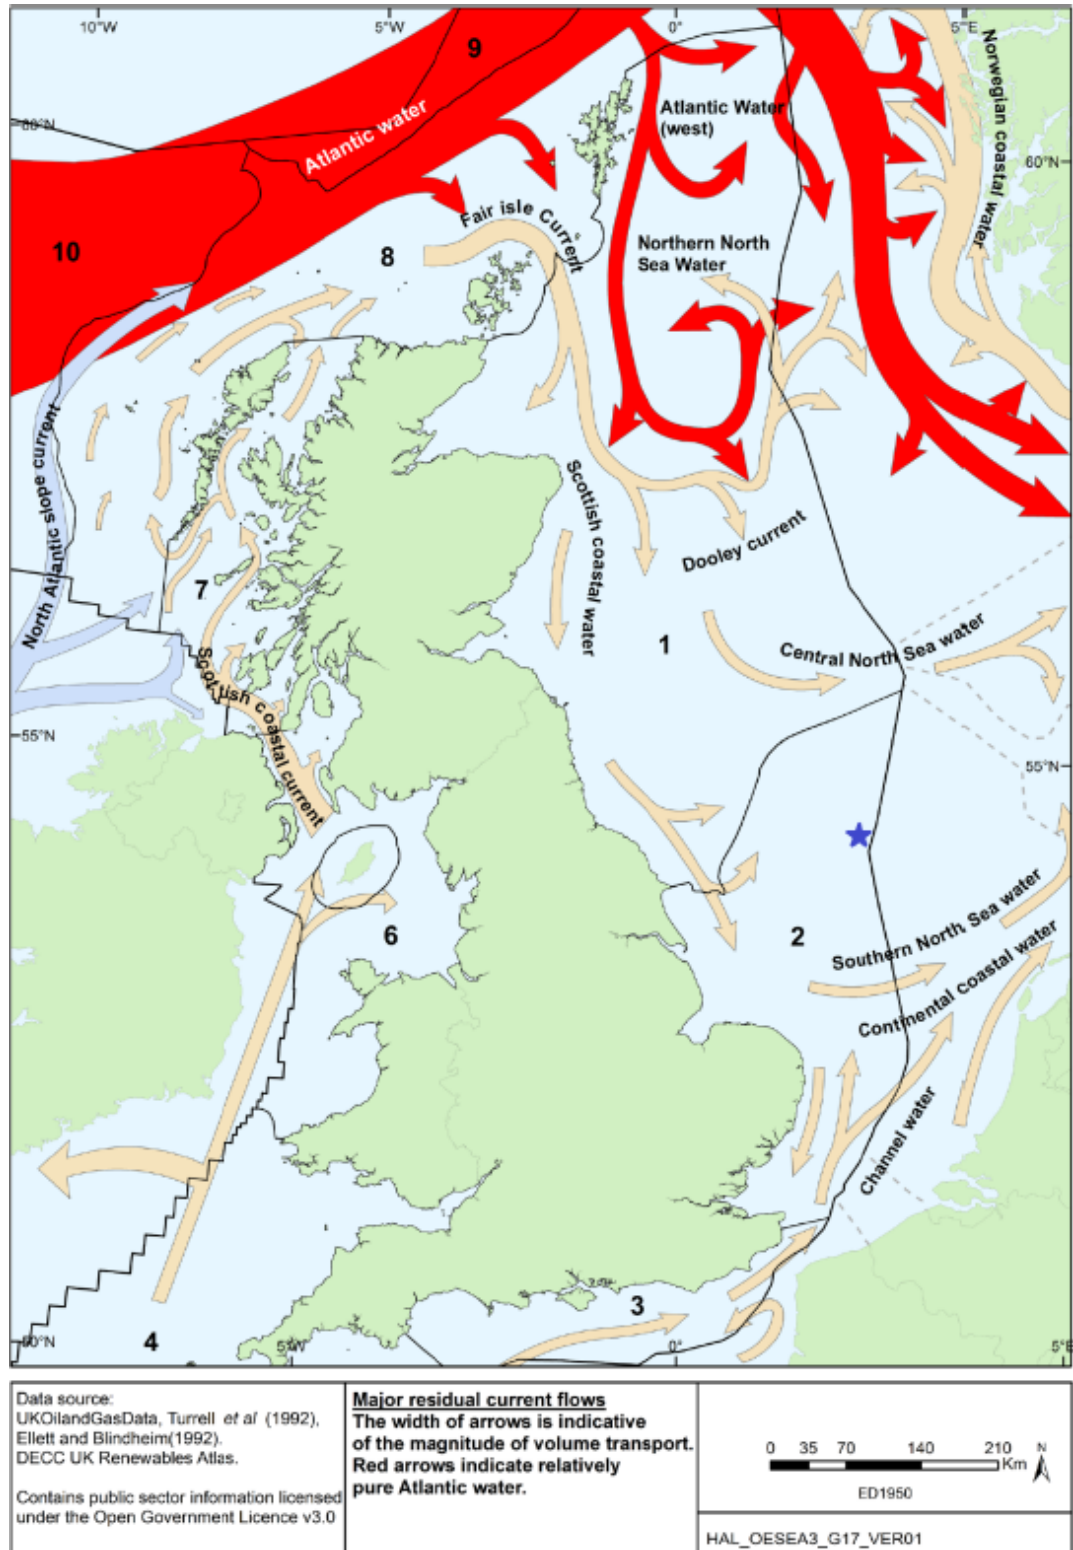 10°W
5°W
0°
5°E
9
Atlantic water
Atlantic Water
(west)
Norwegian coastal water
60°N
Fair isle Current
10
8
Northern North
Sea Water
North Atlantic slope current
Scottish coastal water
Dooley current
7
1
Central North Sea water
Scottish coastal current
55°N
55°N
2
6
Southern North Sea water
Continental coastal water
Channel water
3
4
5°W
0°
Data source:
UKOilandGasData, Turrell et al (1992),
Ellett and Blindheim(1992).
DECC UK Renewables Atlas.
Contains public sector information licensed
under the Open Government Licence v3.0
Major residual current flows
The width of arrows is indicative
of the magnitude of volume transport.
Red arrows indicate relatively
pure Atlantic water.
0 35 70 140 210
Km
N
ED1950
HAL_OESEA3_G17_VER01